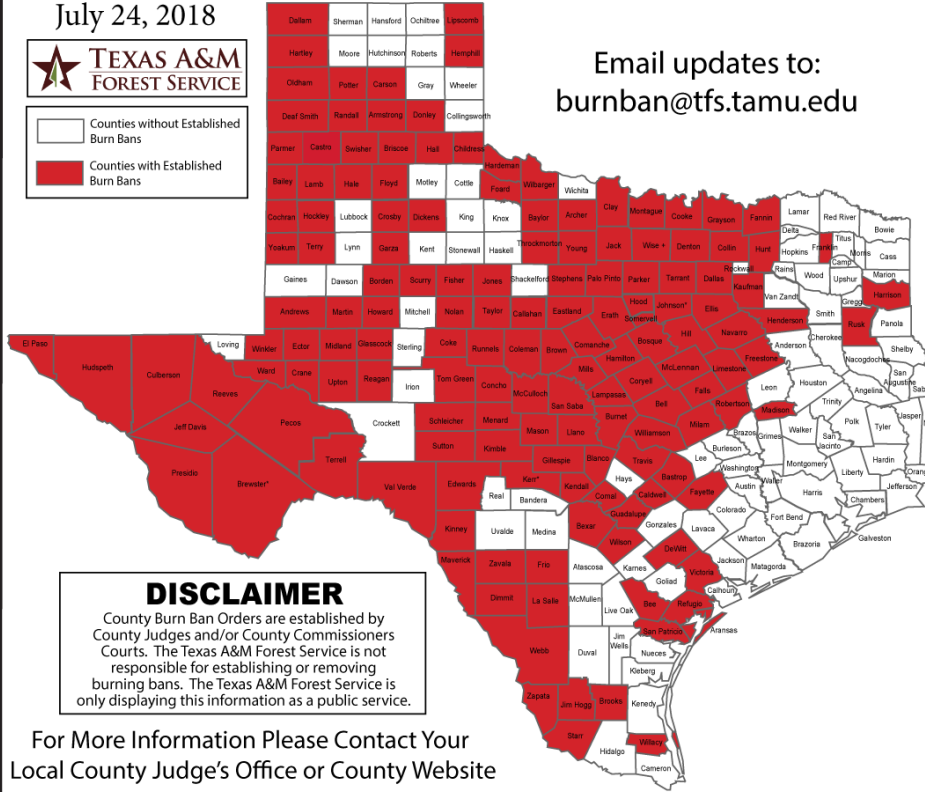 July 24, 2018
TEXAS A&M
FOREST SERVICE
Counties without Established
Burn Bans
Counties with Established
Burn Bans
Email updates to:
burnban@tfs.tamu.edu
Dallam Sherman Hansford Ochiltree Lipscomb
Hartley Moore Hutchinson Roberts Hemphill
Oldham Potter Carson Gray Wheeler
Deaf Smith Randall Armstrong Donley Collingsworth
Parmer Castro Swisher Briscoe Hall Childress
Hardeman
Bailey Lamb Hale Floyd Motley Cottle Foard Wilbarger Wichita
Cochran Hockley Lubbock Crosby Dickens King Knox Baylor Archer Clay Montague Cooke Grayson Fannin Lamar Red River Bowie
Delta Titus
Yoakum Terry Lynn Garza Kent Stonewall Haskell Throckmorton Young Jack Wise + Denton Collin Hunt Hopkins Franklin Morris Cass
Camp
Gaines Dawson Borden Scurry Fisher Jones Shackelford Stephens Palo Pinto Parker Tarrant Dallas Rockwall Kaufman Rains Wood Upshur Marion
Van Zandt Gregg Harrison
Andrews Martin Howard Mitchell Nolan Taylor Callahan Eastland Erath Hood Somervell Johnson* Ellis Henderson Smith Rusk Panola
El Paso Hudspeth Culberson Loving Winkler Ector Midland Glasscock Sterling Coke Runnels Coleman Brown Comanche Bosque Hill Navarro Anderson Cherokee Nacogdoches Shelby
Reeves Ward Crane Upton Reagan Irion Tom Green Concho McCulloch San Saba Mills Hamilton Coryell McLennan Limestone Freestone Leon Houston Angelina San Augustine Sab
Lampasas Bell Falls Robertson Madison Trinity Polk Tyler Jasper
Jeff Davis Pecos Crockett Schleicher Menard Mason Llano Burnet Williamson Milam Brazos Grimes Walker San Jacinto
Presidio Brewster* Terrell Val Verde Sutton Kimble Gillespie Blanco Travis Lee Burleson Washington Montgomery Liberty Hardin Orang
Edwards Real Kerr* Bandera Kendall Comal Hays Caldwell Bastrop Fayette Austin Waller Harris Chambers Jefferson
Kinney Uvalde Medina Bexar Guadalupe Wilson Gonzales Lavaca Colorado Wharton Fort Bend Brazoria Galveston
Maverick Zavala Frio Atascosa Karnes DeWitt Victoria Jackson Matagorda
Dimmit La Salle McMullen Live Oak Bee Goliad Refugio Calhoun
Webb Duval Jim Wells San Patricio Nueces Aransas
Kleberg
Zapata Jim Hogg Brooks Kenedy
Starr Hidalgo Willacy
Cameron
DISCLAIMER
County Burn Ban Orders are established by
County Judges and/or County Commissioners
Courts. The Texas A&M Forest Service is not
responsible for establishing or removing
burning bans. The Texas A&M Forest Service is
only displaying this information as a public service.
For More Information Please Contact Your
Local County Judge's Office or County Website